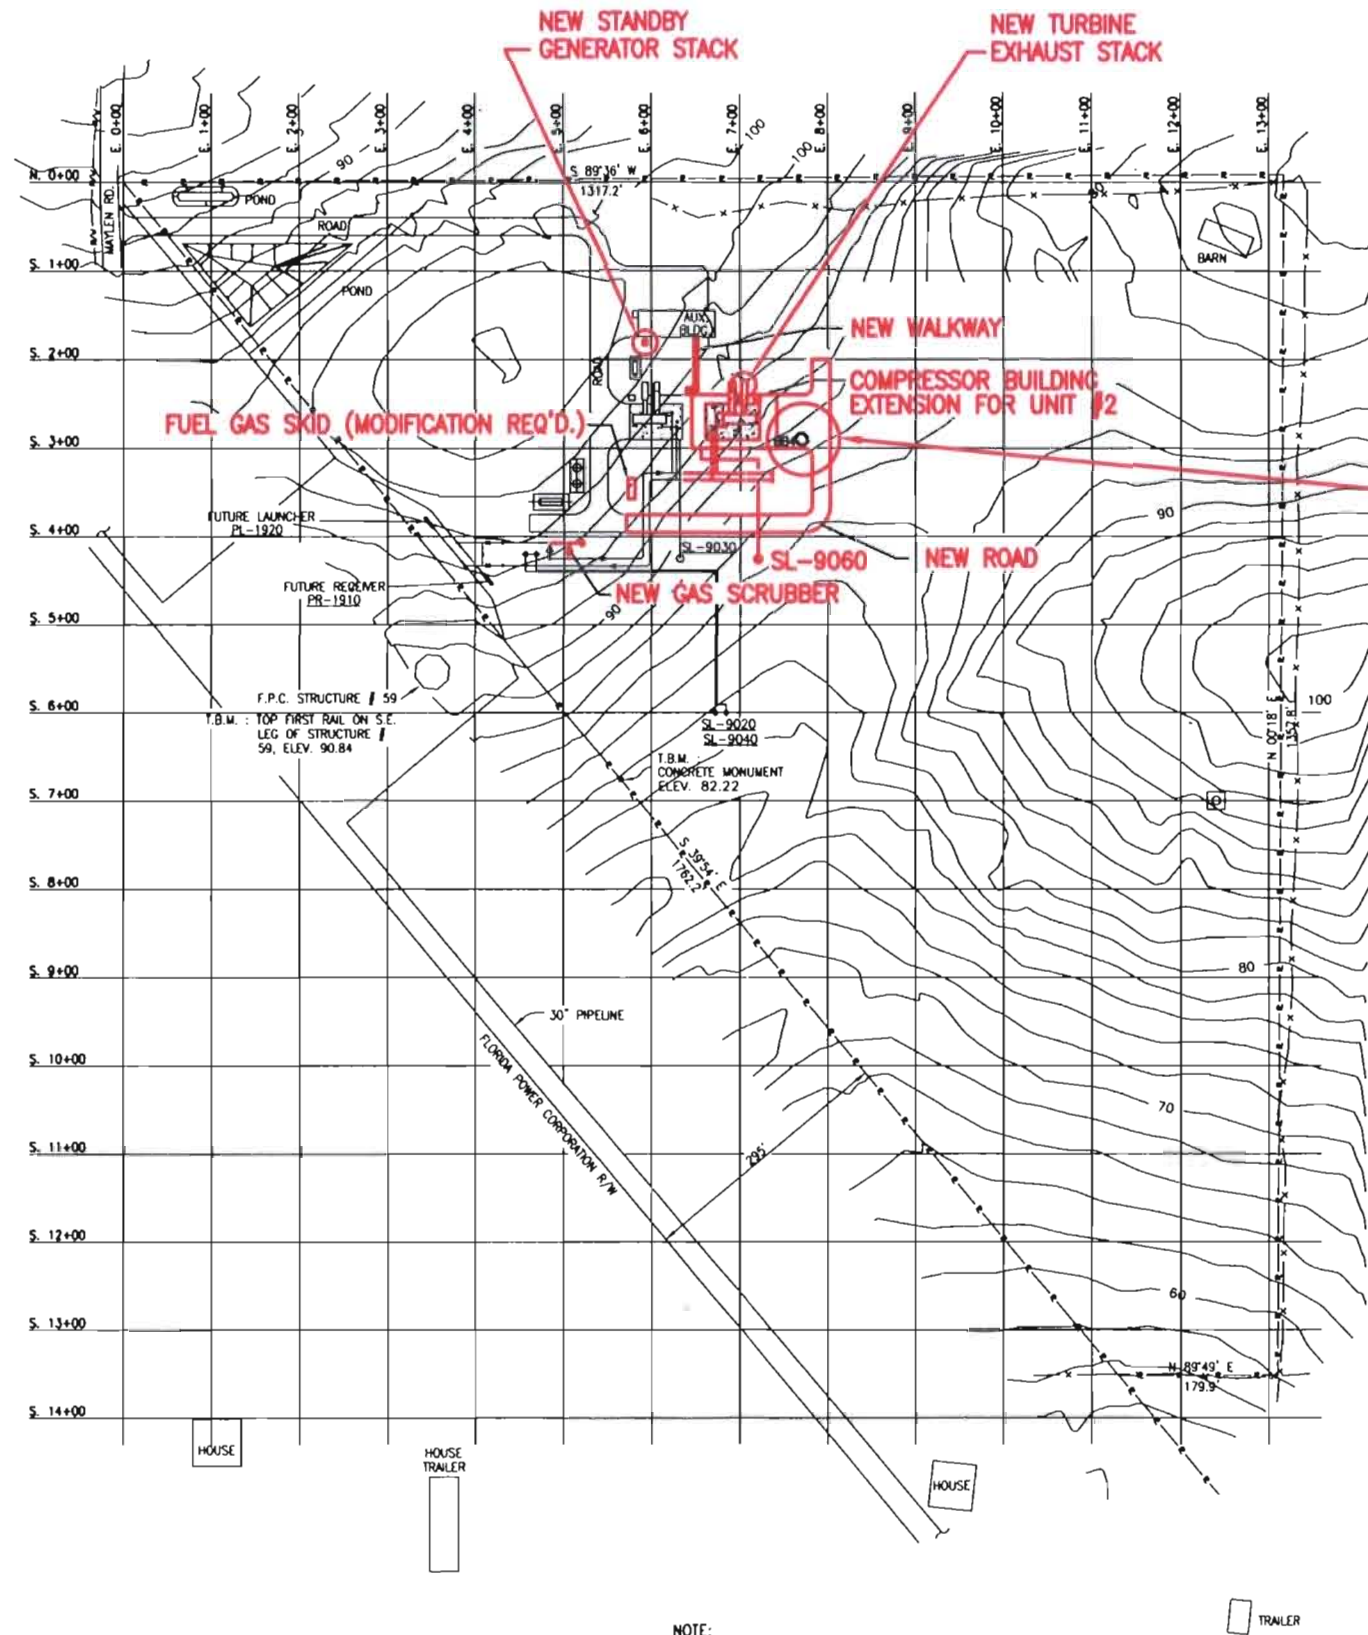 NEW STANDBY
GENERATOR STACK
NEW TURBINE
EXHAUST STACK
E. 0+00
E. 1+00
E. 2+00
E. 3+00
E. 4+00
E. 5+00
E. 6+00
E. 7+00
E. 8+00
E. 9+00
E. 10+00
E. 11+00
E. 12+00
E. 13+00
100
100
90
N. 0+00
S 89°36' W
1317.2'
MAYLEN RD.
POND
ROAD
BARN
S. 1+00
POND
AUX.
BLDG.
NEW WALKWAY
S. 2+00
ROAD
COMPRESSOR BUILDING
EXTENSION FOR UNIT #2
FUEL GAS SKID (MODIFICATION REQ'D.)
S. 3+00
90
FUTURE LAUNCHER
PL-1920
S. 4+00
SL-9030
SL-9060
NEW ROAD
FUTURE RECEIVER
PR-1910
NEW GAS SCRUBBER
90
S. 5+00
F.P.C. STRUCTURE # 59
T.B.M. : TOP FIRST RAIL ON S.E.
LEG OF STRUCTURE #
59, ELEV. 90.84
S. 6+00
SL-9020
SL-9040
100
N 00°18' E
1357.8'
T.B.M. :
CONCRETE MONUMENT
ELEV. 82.22
S. 7+00
S 39°54' E
1762.2'
S. 8+00
S. 9+00
80
30" PIPELINE
FLORIDA POWER CORPORATION R/W
S. 10+00
70
S. 11+00
295'
S. 12+00
60
S. 13+00
N 89°49' E
179.9'
S. 14+00
HOUSE
HOUSE
TRAILER
HOUSE
TRAILER
NOTE: